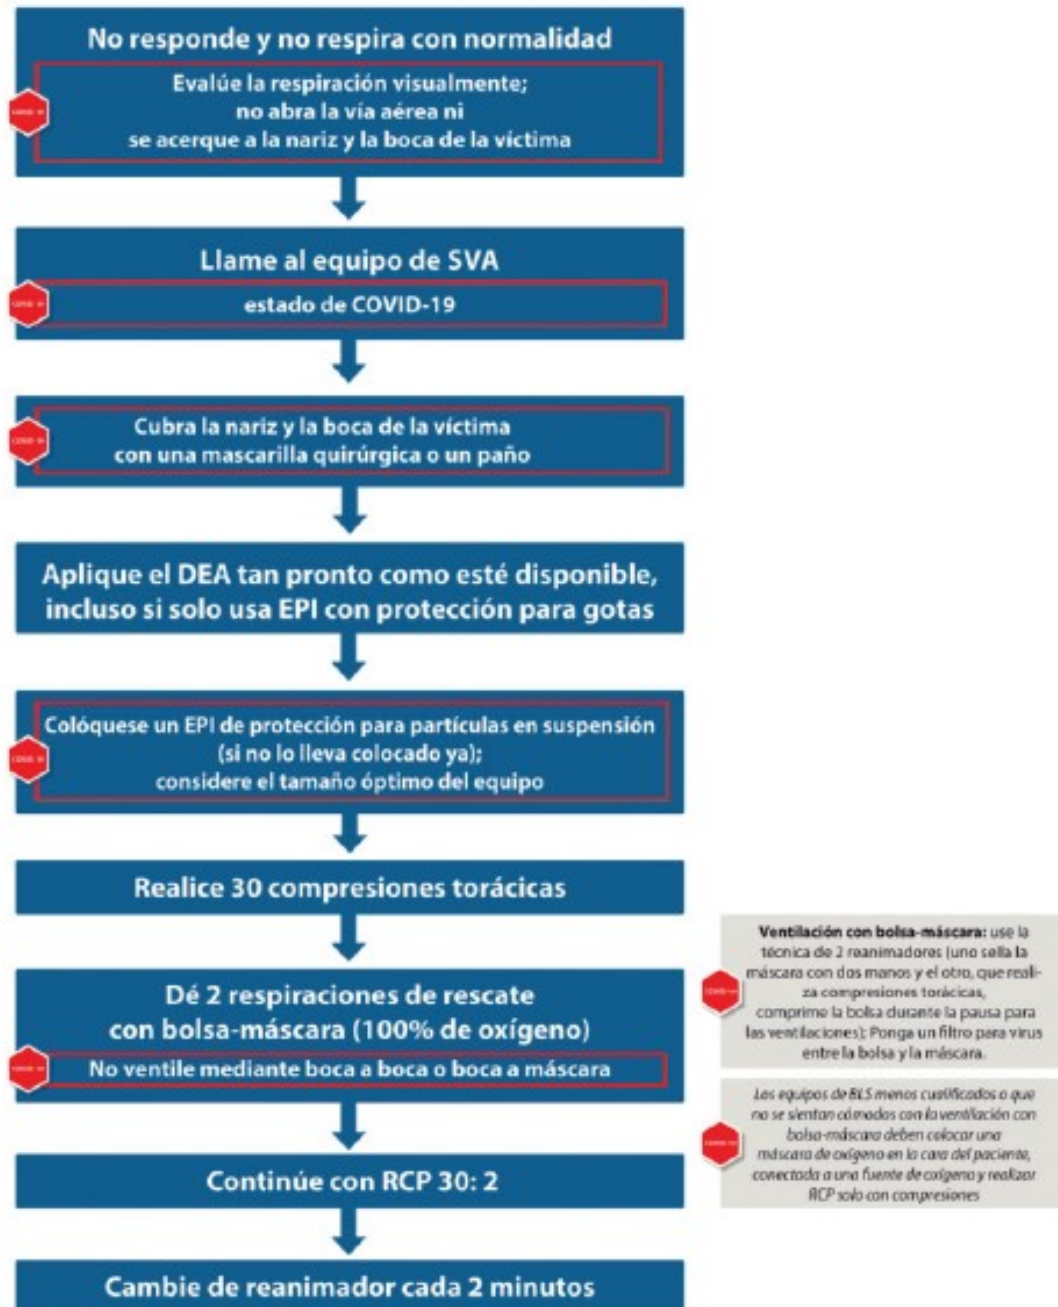 No responde y no respira con normalidad
Evalúe la respiración visualmente;
no abra la vía aérea ni
se acerque a la nariz y la boca de la víctima
Llame al equipo de SVA
estado de COVID-19
Cubra la nariz y la boca de la víctima
con una mascarilla quirúrgica o un paño
Aplique el DEA tan pronto como esté disponible,
incluso si solo usa EPI con protección para gotas
Colóquese un EPI de protección para partículas en suspensión
(si no lo lleva colocado ya);
considere el tamaño óptimo del equipo
Realice 30 compresiones torácicas
Dé 2 respiraciones de rescate
con bolsa-máscara (100% de oxígeno)
No ventile mediante boca a boca o boca a máscara
Continúe con RCP 30: 2
Cambie de reanimador cada 2 minutos
Ventilación con bolsa-máscara: use la
técnica de 2 reanimadores (uno sella la
máscara con dos manos y el otro, que reali-
za compresiones torácicas,
comprime la bolsa durante la pausa para
las ventilaciones); Ponga un filtro para virus
entre la bolsa y la máscara.
Los equipos de BLS menos cualificados o que
no se sientan cómodos con la ventilación con
bolsa-máscara deben colocar una
máscara de oxígeno en la cara del paciente,
conectada a una fuente de oxígeno y realizar
RCP solo con compresiones